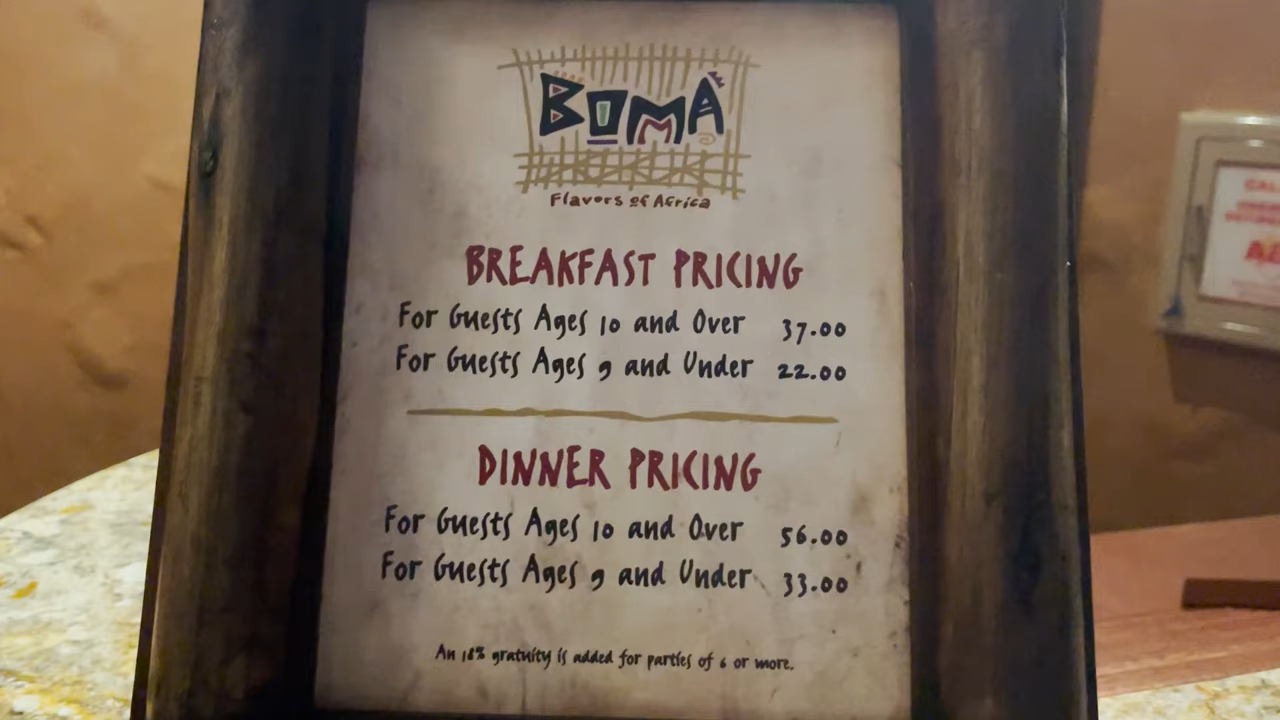 BOMA
Flavors of Africa
BREAKFAST PRICING
For Guests Ages 10 and Over 37.00
For Guests Ages 9 and Under 22.00
DINNER PRICING
For Guests Ages 10 and Over 56.00
For Guests Ages 9 and Under 33.00
An 18% gratuity is added for parties of 6 or more.